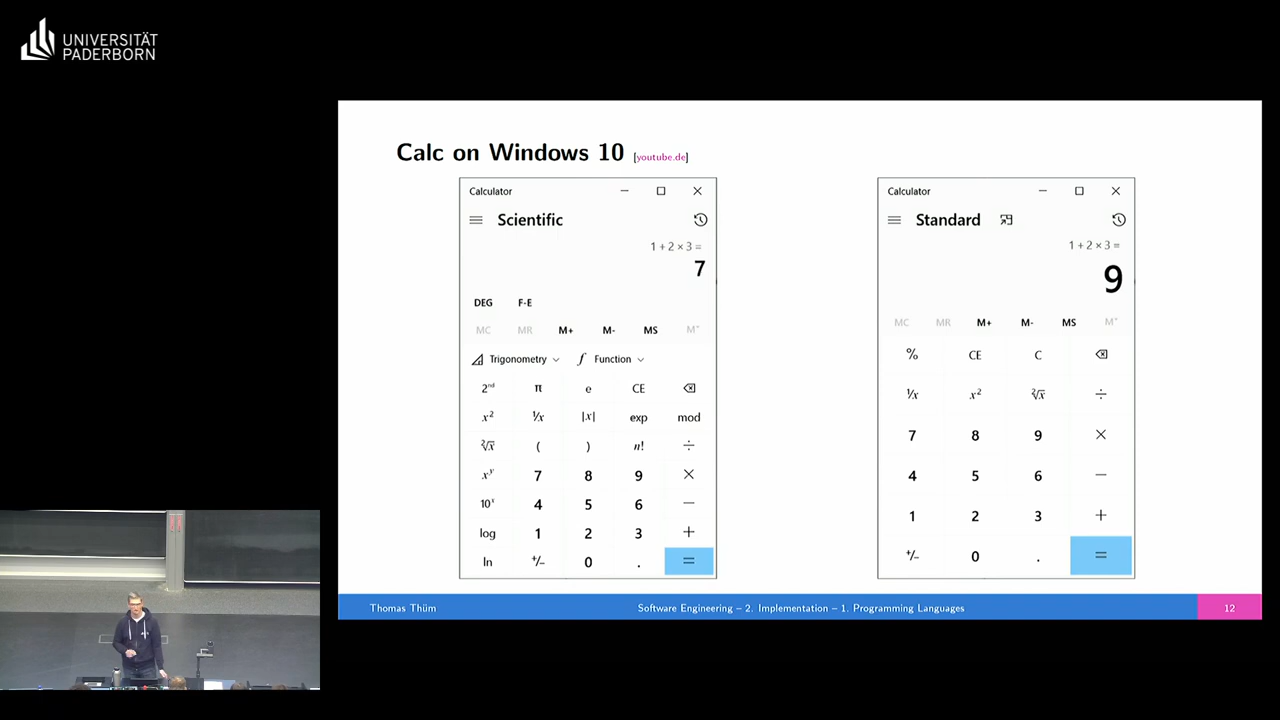 UNIVERSITÄT
PADERBORN
Calc on Windows 10 [youtube.de]
Calculator
Scientific
1 + 2 × 3 =
7
DEG F-E
MC MR M+ M- MS M˅
Trigonometry f Function
2nd π e CE
x² ¹/x |x| exp mod
²√x ( ) n! ÷
xʸ 7 8 9 ×
10ˣ 4 5 6 −
log 1 2 3 +
ln +/− 0 . =
Calculator
Standard
1 + 2 × 3 =
9
MC MR M+ M- MS M˅
% CE C
¹/x x² ²√x ÷
7 8 9 ×
4 5 6 −
1 2 3 +
+/− 0 . =
Thomas Thüm
Software Engineering – 2. Implementation – 1. Programming Languages
12